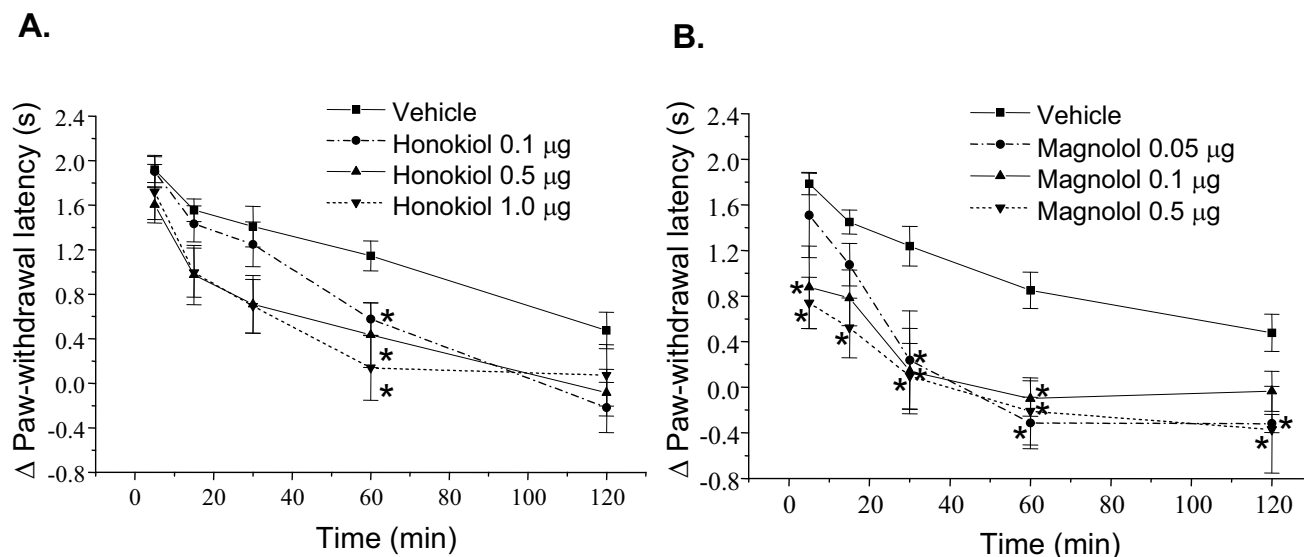 A.
Vehicle
Honokiol 0.1 μg
Honokiol 0.5 μg
Honokiol 1.0 μg
Δ Paw-withdrawal latency (s)
2.4
2.0
1.6
1.2
0.8
0.4
0.0
-0.4
-0.8
* * *
0 20 40 60 80 100 120
Time (min)
B.
Vehicle
Magnolol 0.05 μg
Magnolol 0.1 μg
Magnolol 0.5 μg
Δ Paw-withdrawal latency (s)
2.4
2.0
1.6
1.2
0.8
0.4
0.0
-0.4
-0.8
* * * * * * * * * * *
0 20 40 60 80 100 120
Time (min)